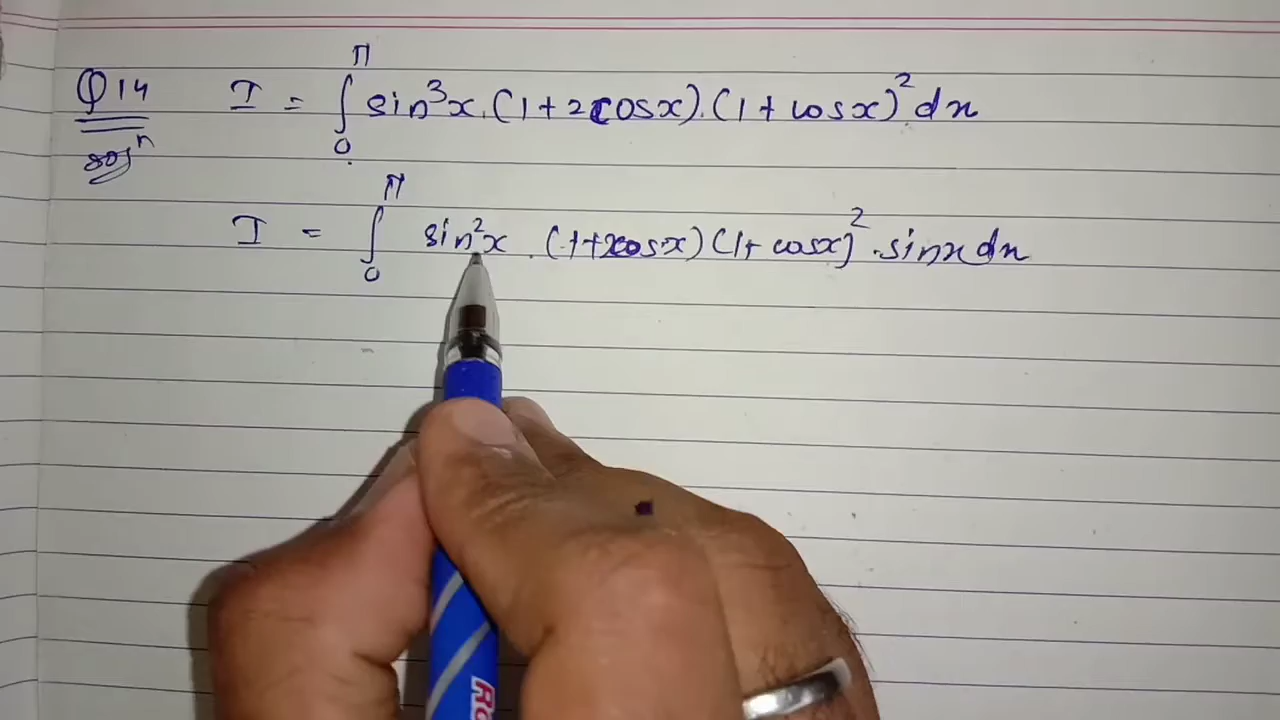 Q14 I = ∫₀^π sin³x.(1+2cosx).(1+cosx)² dx
solⁿ
I = ∫₀^π sin²x .(1+2cosx)(1+cosx)² .sinx dx